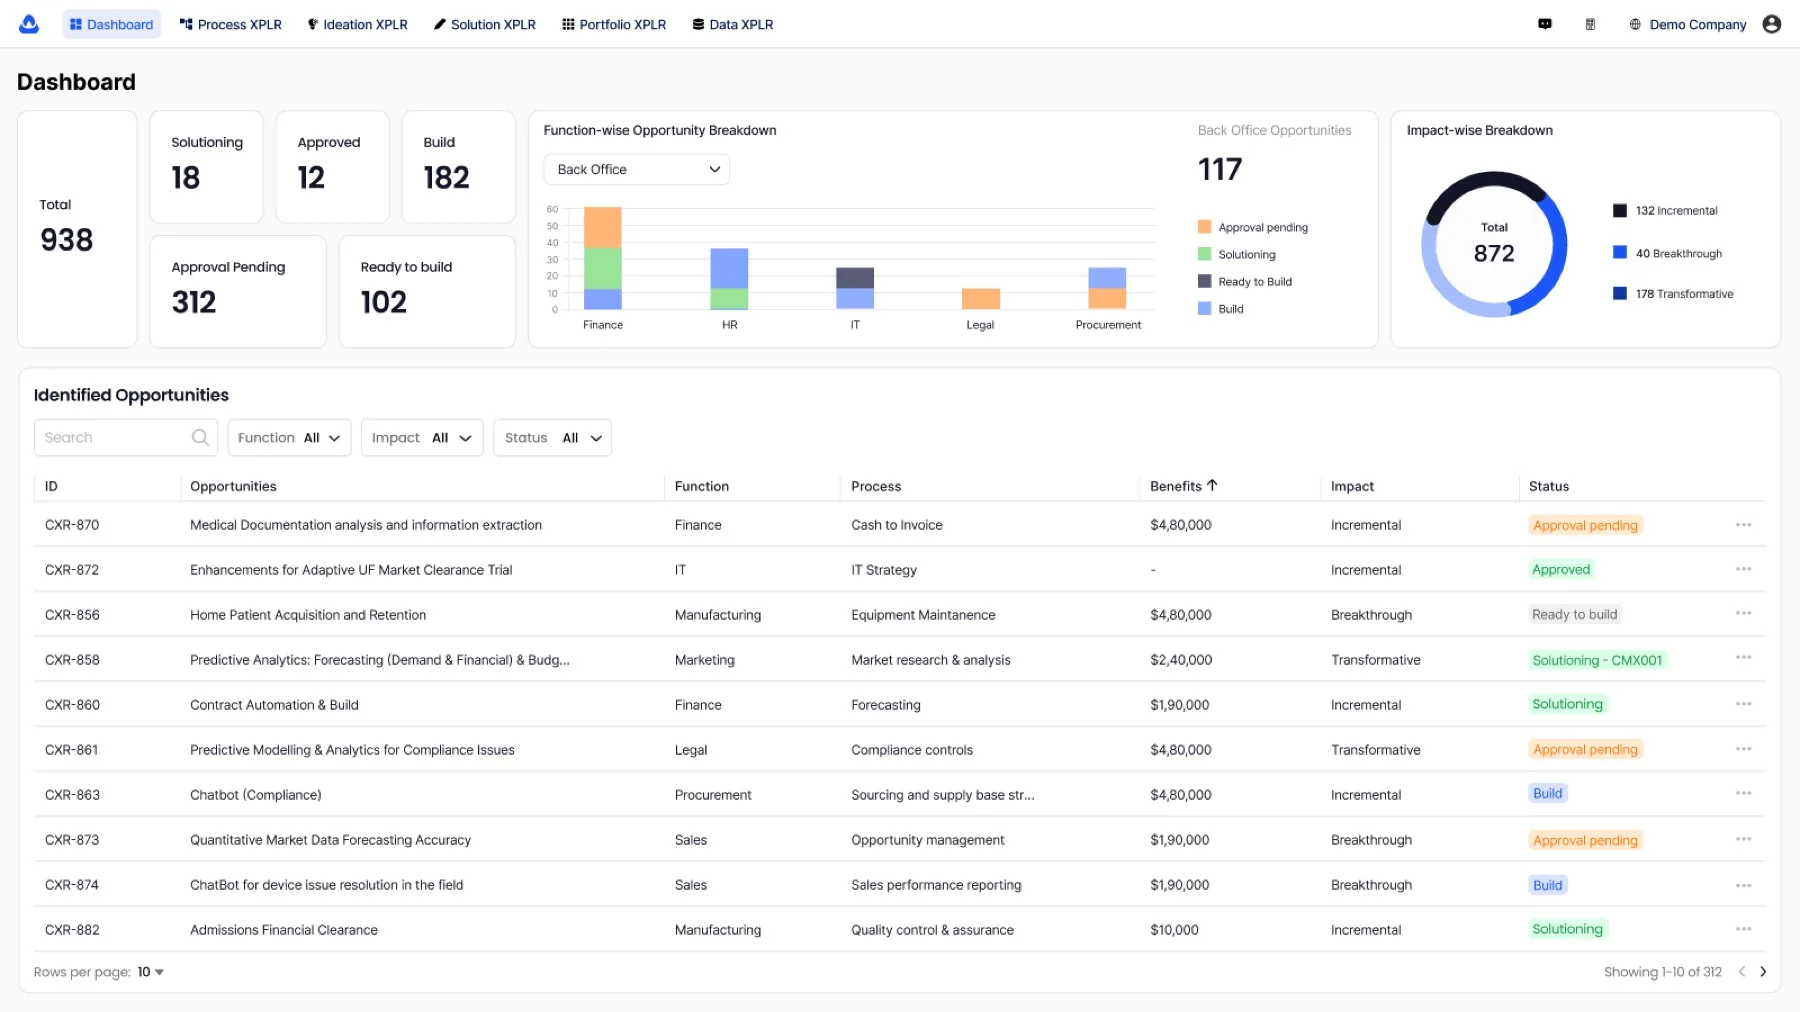 Dashboard
Process XPLR
Ideation XPLR
Solution XPLR
Portfolio XPLR
Data XPLR
Demo Company
Dashboard
Total
938
Solutioning
18
Approved
12
Build
182
Approval Pending
312
Ready to build
102
Function-wise Opportunity Breakdown
Back Office
60
50
40
30
20
10
0
Finance
HR
IT
Legal
Procurement
Back Office Opportunities
117
Approval pending
Solutioning
Ready to Build
Build
Impact-wise Breakdown
Total
872
132 Incremental
40 Breakthrough
178 Transformative
Identified Opportunities
Search
Function All
Impact All
Status All
ID Opportunities Function Process Benefits Impact Status
CXR-870 Medical Documentation analysis and information extraction Finance Cash to Invoice $4,80,000 Incremental Approval pending
CXR-872 Enhancements for Adaptive UF Market Clearance Trial IT IT Strategy - Incremental Approved
CXR-856 Home Patient Acquisition and Retention Manufacturing Equipment Maintanence $4,80,000 Breakthrough Ready to build
CXR-858 Predictive Analytics: Forecasting (Demand & Financial) & Budg... Marketing Market research & analysis $2,40,000 Transformative Solutioning - CMX001
CXR-860 Contract Automation & Build Finance Forecasting $1,90,000 Incremental Solutioning
CXR-861 Predictive Modelling & Analytics for Compliance Issues Legal Compliance controls $4,80,000 Transformative Approval pending
CXR-863 Chatbot (Compliance) Procurement Sourcing and supply base str... $4,80,000 Incremental Build
CXR-873 Quantitative Market Data Forecasting Accuracy Sales Opportunity management $1,90,000 Breakthrough Approval pending
CXR-874 ChatBot for device issue resolution in the field Sales Sales performance reporting $1,90,000 Breakthrough Build
CXR-882 Admissions Financial Clearance Manufacturing Quality control & assurance $10,000 Incremental Solutioning
Rows per page: 10
Showing 1-10 of 312